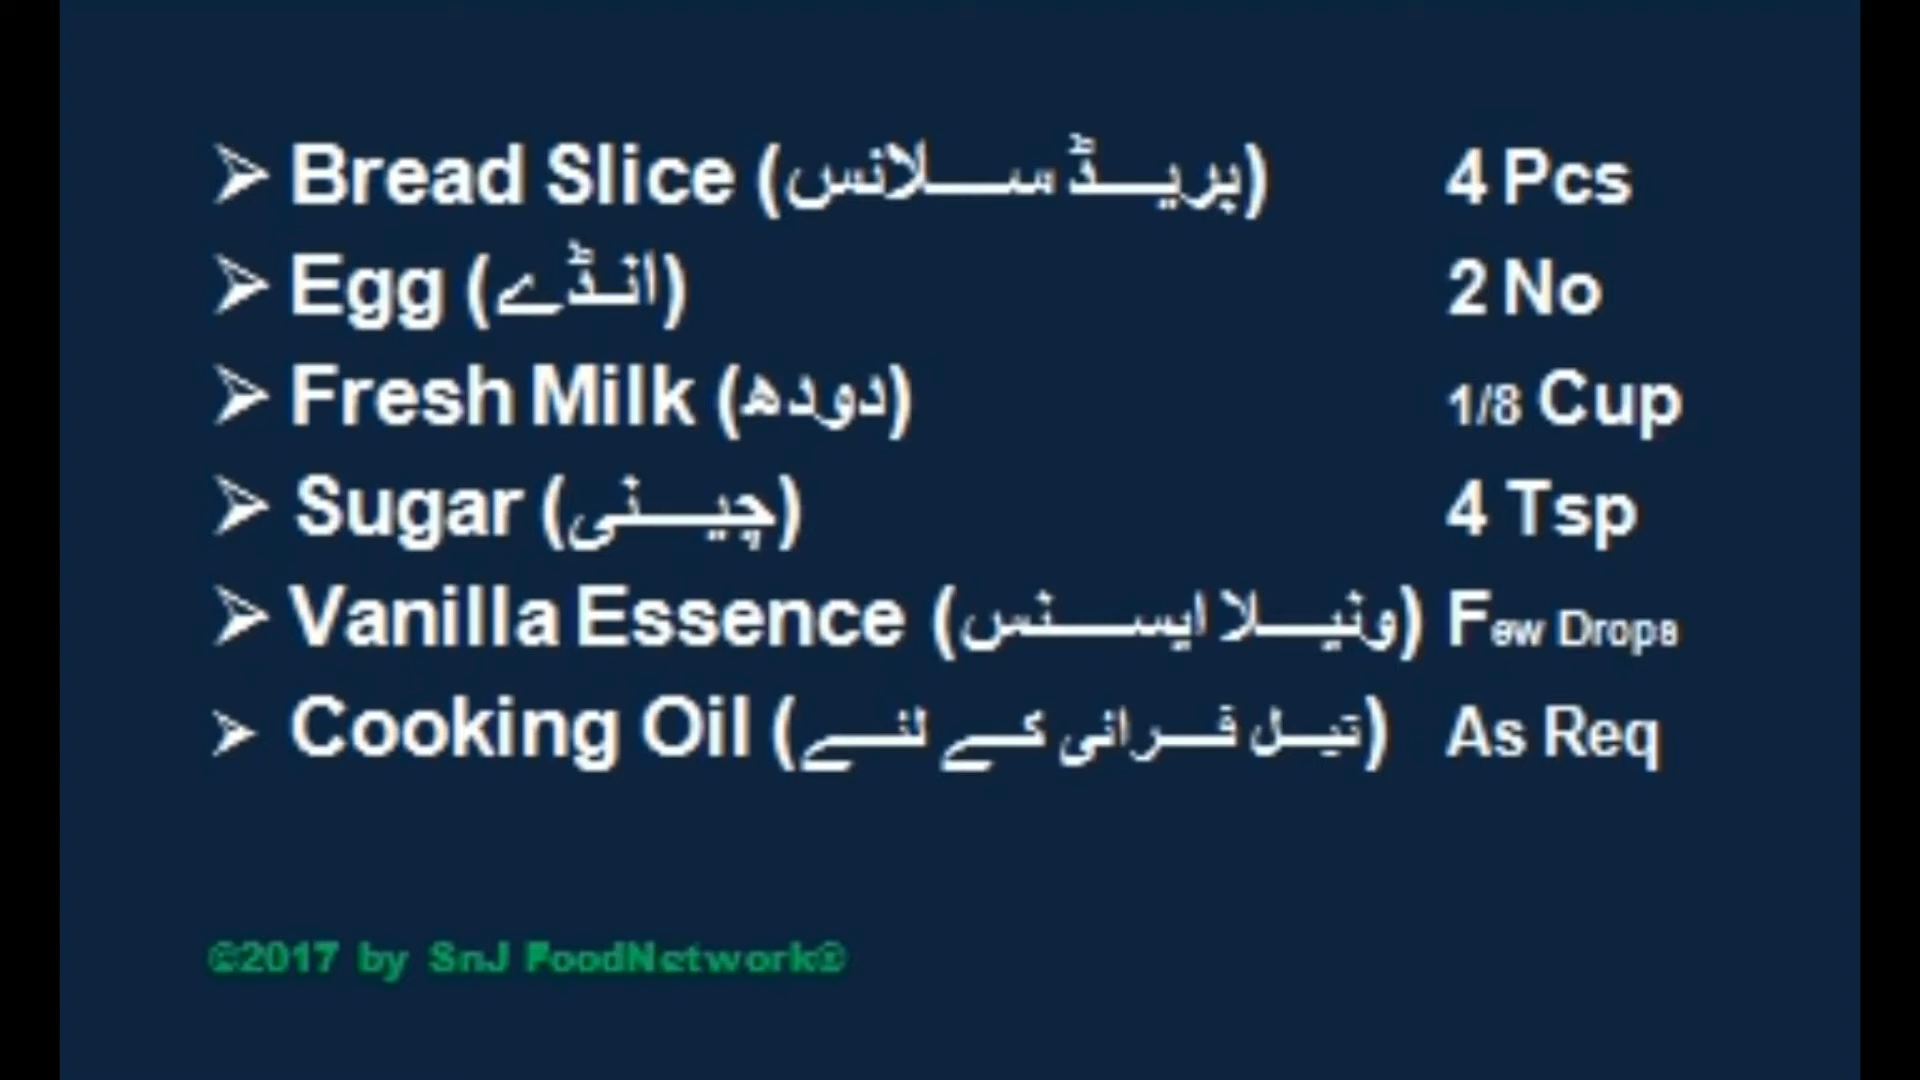 ➢ Bread Slice (بریڈ سلائس) 4 Pcs
➢ Egg (انڈے) 2 No
➢ Fresh Milk (دودھ) 1/8 Cup
➢ Sugar (چینی) 4 Tsp
➢ Vanilla Essence (ونیلا ایسنس) Few Drops
➢ Cooking Oil (تیل فرائی کے لئے) As Req
©2017 by SnJ FoodNetwork®